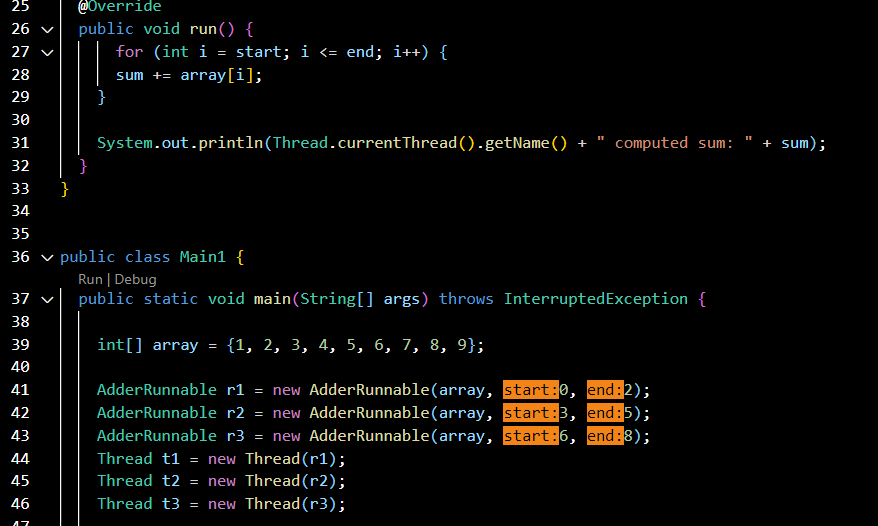 25 @Override
26 public void run() {
27 for (int i = start; i <= end; i++) {
28 sum += array[i];
29 }
30
31 System.out.println(Thread.currentThread().getName() + " computed sum: " + sum);
32 }
33 }
34
35
36 public class Main1 {
Run | Debug
37 public static void main(String[] args) throws InterruptedException {
38
39 int[] array = {1, 2, 3, 4, 5, 6, 7, 8, 9};
40
41 AdderRunnable r1 = new AdderRunnable(array, start:0, end:2);
42 AdderRunnable r2 = new AdderRunnable(array, start:3, end:5);
43 AdderRunnable r3 = new AdderRunnable(array, start:6, end:8);
44 Thread t1 = new Thread(r1);
45 Thread t2 = new Thread(r2);
46 Thread t3 = new Thread(r3);
47